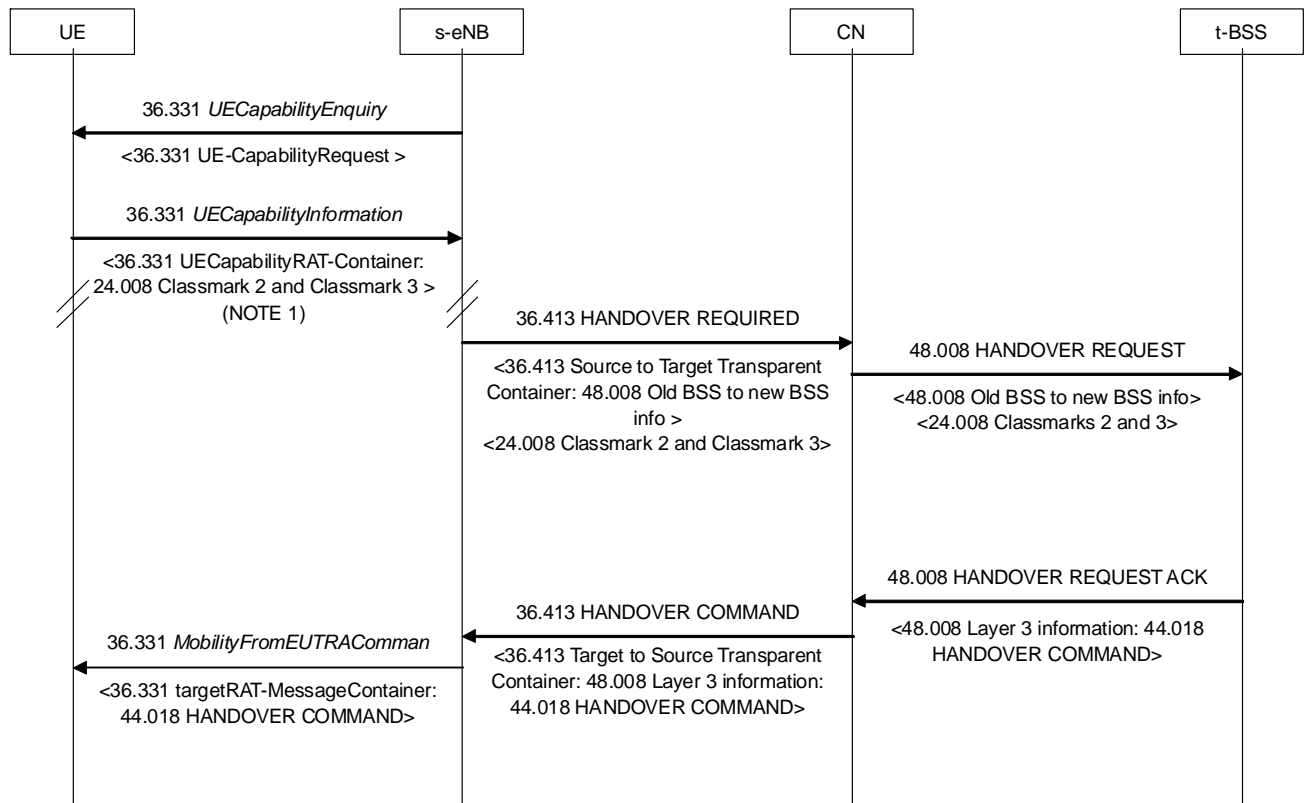 UE
s-eNB
CN
t-BSS
36.331 UECapabilityEnquiry
<36.331 UE-CapabilityRequest >
36.331 UECapabilityInformation
<36.331 UECapabilityRAT-Container:
24.008 Classmark 2 and Classmark 3 >
(NOTE 1)
36.413 HANDOVER REQUIRED
<36.413 Source to Target Transparent
Container: 48.008 Old BSS to new BSS
info >
<24.008 Classmark 2 and Classmark 3>
48.008 HANDOVER REQUEST
<48.008 Old BSS to new BSS info>
<24.008 Classmarks 2 and 3>
48.008 HANDOVER REQUEST ACK
<48.008 Layer 3 information: 44.018
HANDOVER COMMAND>
36.413 HANDOVER COMMAND
<36.413 Target to Source Transparent
Container: 48.008 Layer 3 information:
44.018 HANDOVER COMMAND>
36.331 MobilityFromEUTRAComman
<36.331 targetRAT-MessageContainer:
44.018 HANDOVER COMMAND>